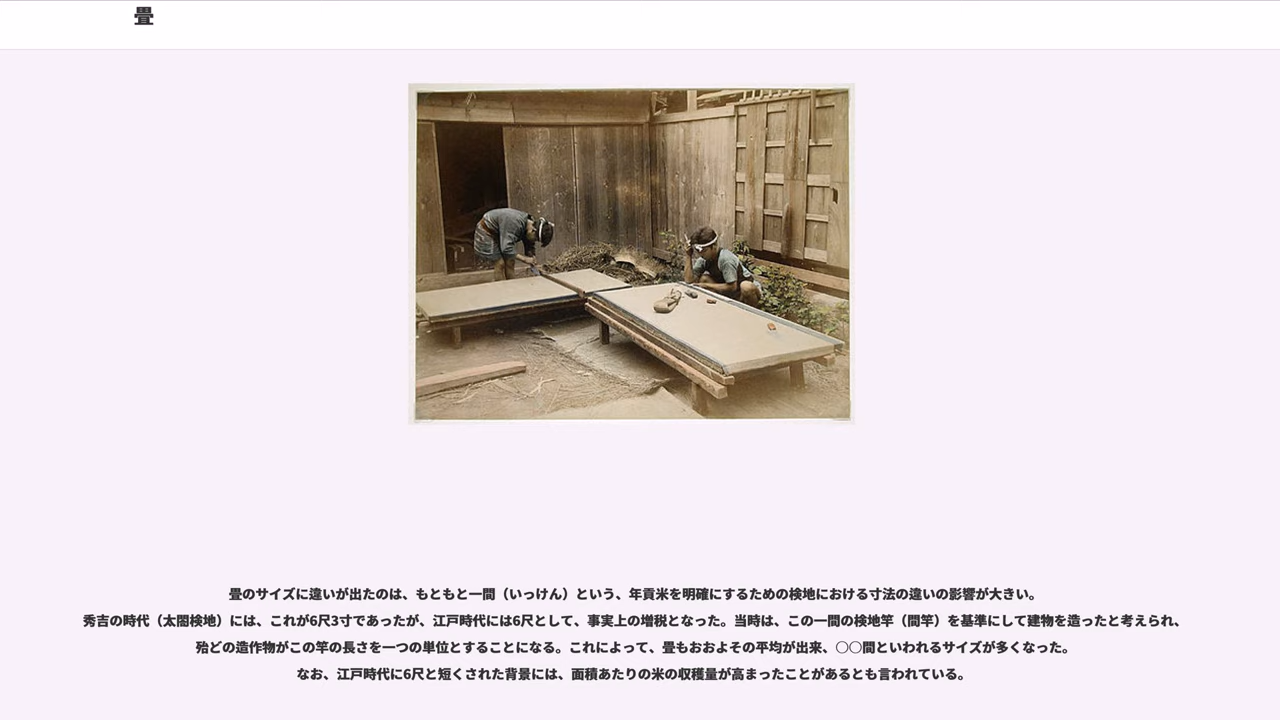 畳
畳のサイズに違いが出たのは、もともと一間（いっけん）という、年貢米を明確にするための検地における寸法の違いの影響が大きい。
秀吉の時代（太閤検地）には、これが6尺3寸であったが、江戸時代には6尺として、事実上の増税となった。当時は、この一間の検地竿（間竿）を基準にして建物を造ったと考えられ、
殆どの造作物がこの竿の長さを一つの単位とすることになる。これによって、畳もおおよその平均が出来、〇〇間といわれるサイズが多くなった。
なお、江戸時代に6尺と短くされた背景には、面積あたりの米の収穫量が高まったことがあるとも言われている。